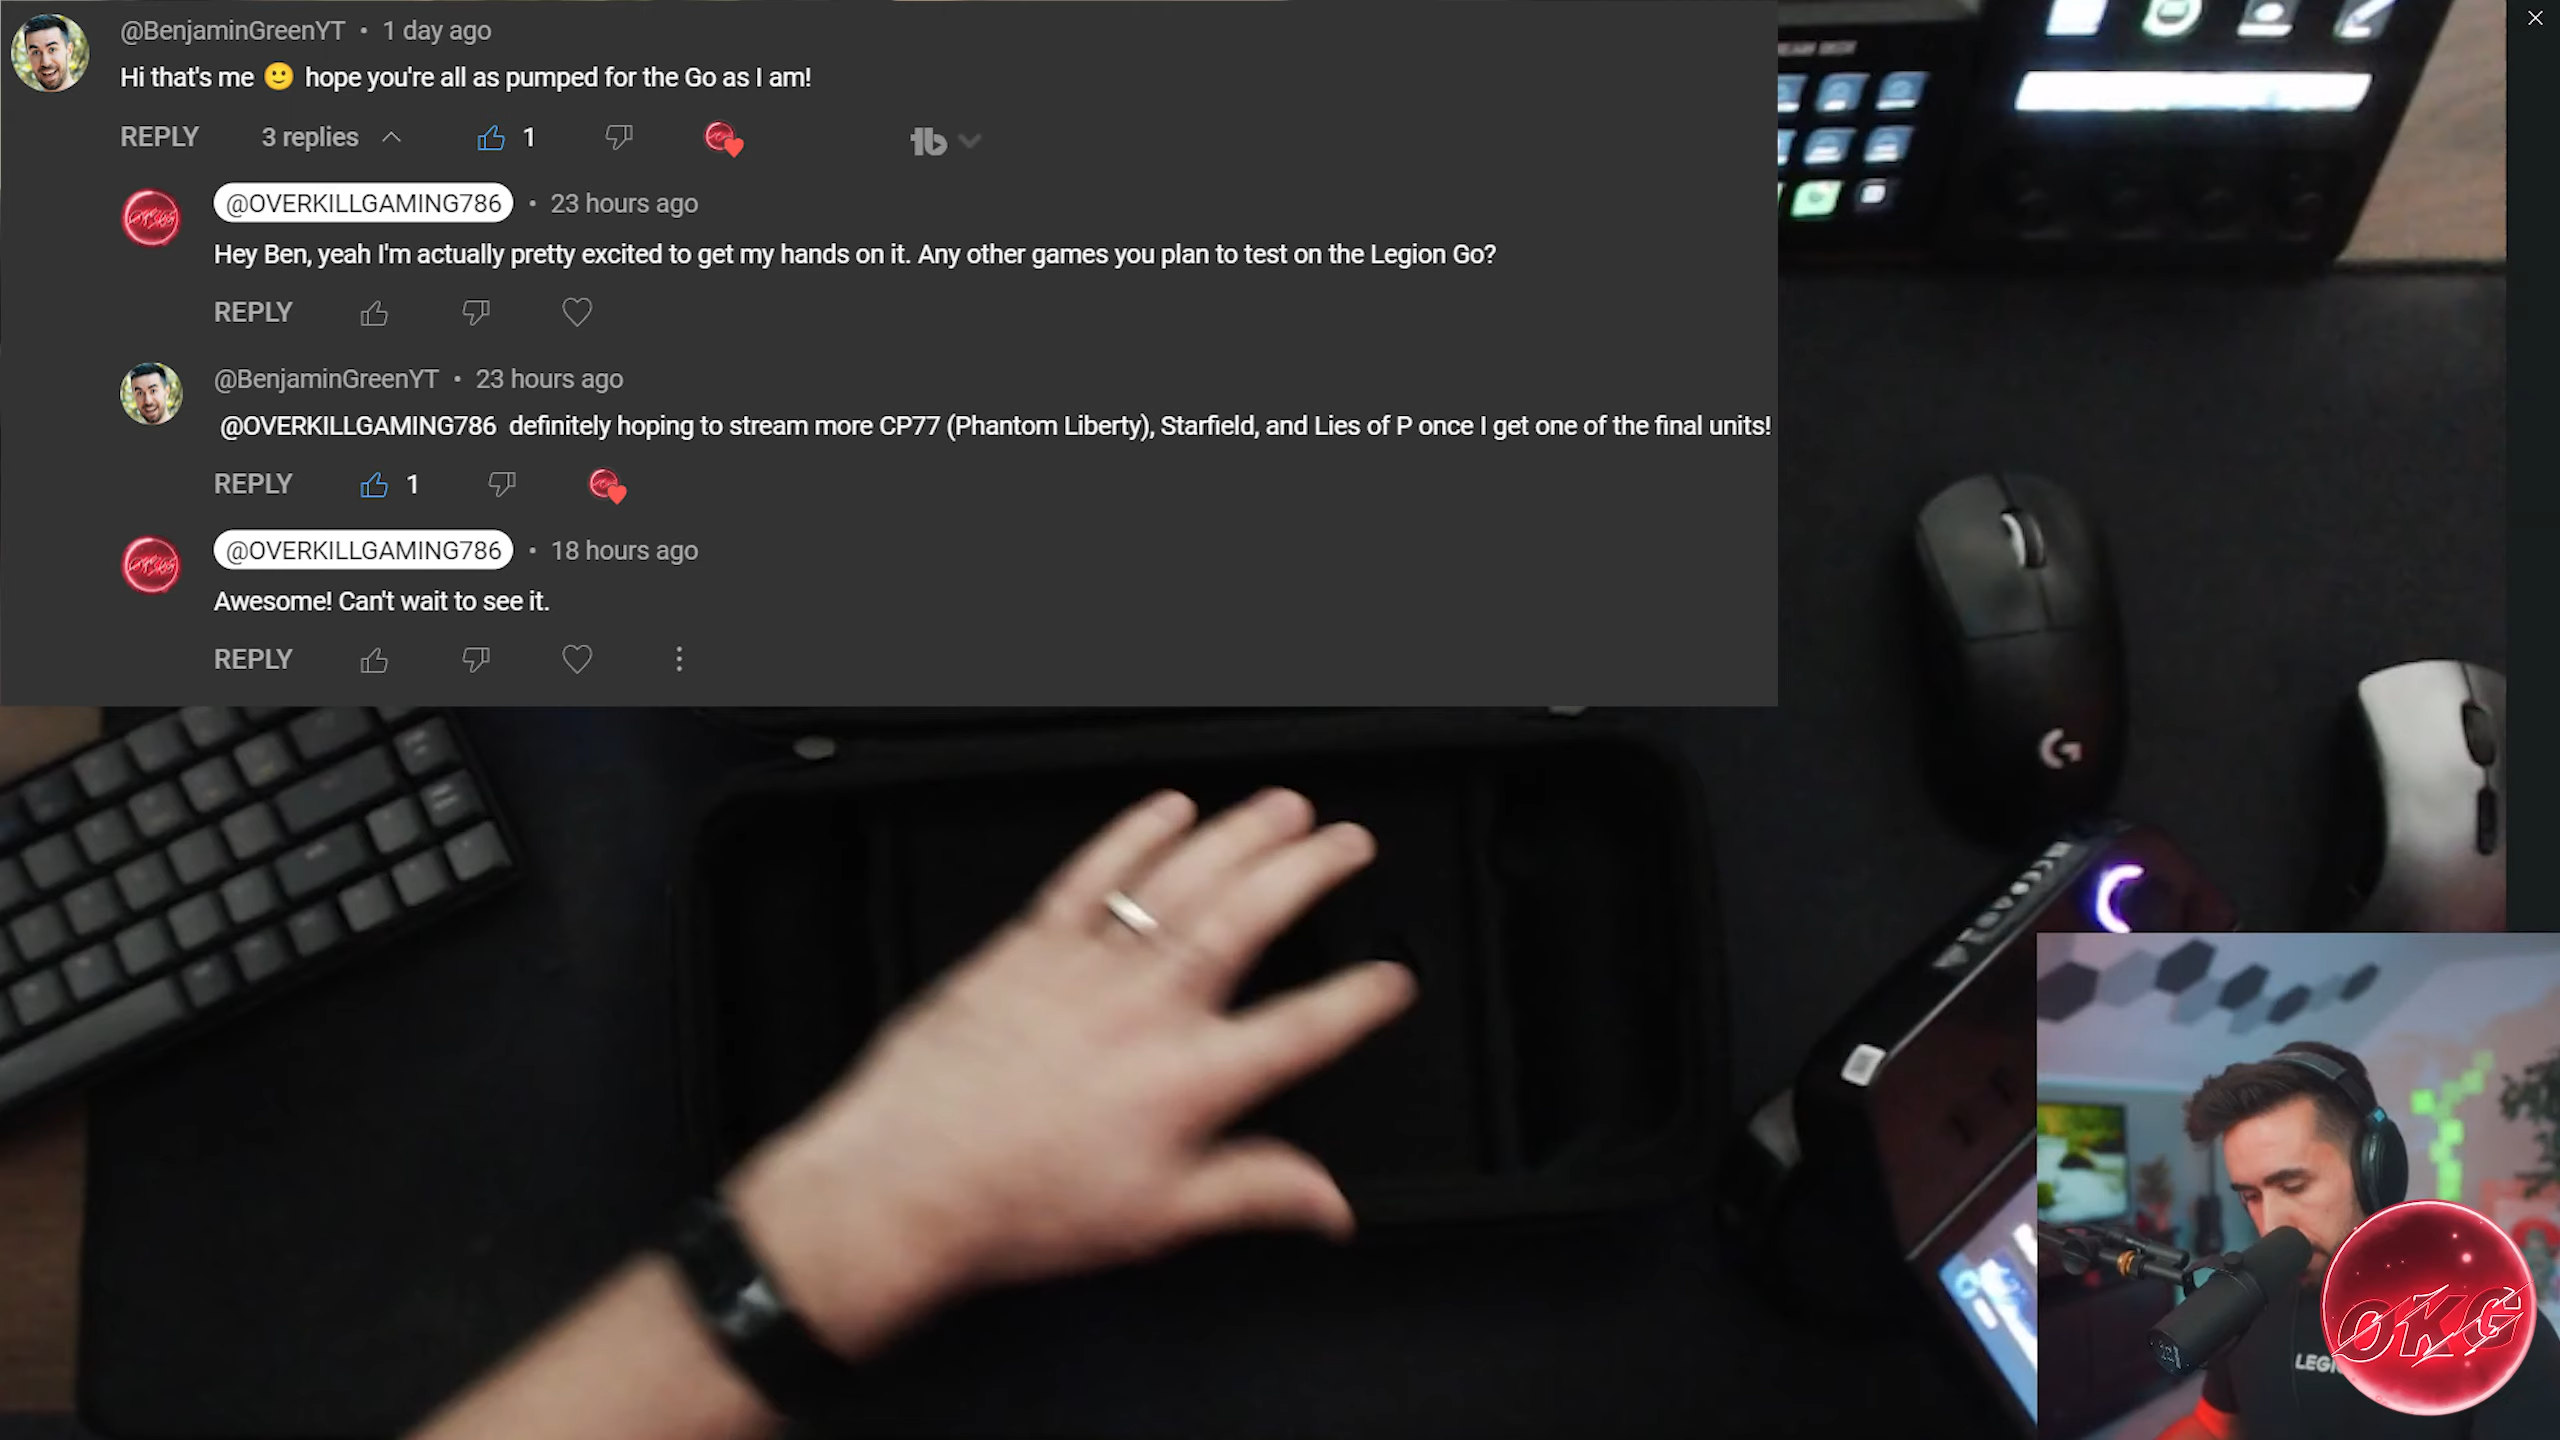 @BenjaminGreenYT • 1 day ago
Hi that's me 🙂 hope you're all as pumped for the Go as I am!
REPLY 3 replies 1 tb
@OVERKILLGAMING786 • 23 hours ago
Hey Ben, yeah I'm actually pretty excited to get my hands on it. Any other games you plan to test on the Legion Go?
REPLY
@BenjaminGreenYT • 23 hours ago
@OVERKILLGAMING786 definitely hoping to stream more CP77 (Phantom Liberty), Starfield, and Lies of P once I get one of the final units!
REPLY 1
@OVERKILLGAMING786 • 18 hours ago
Awesome! Can't wait to see it.
REPLY
G
OKG